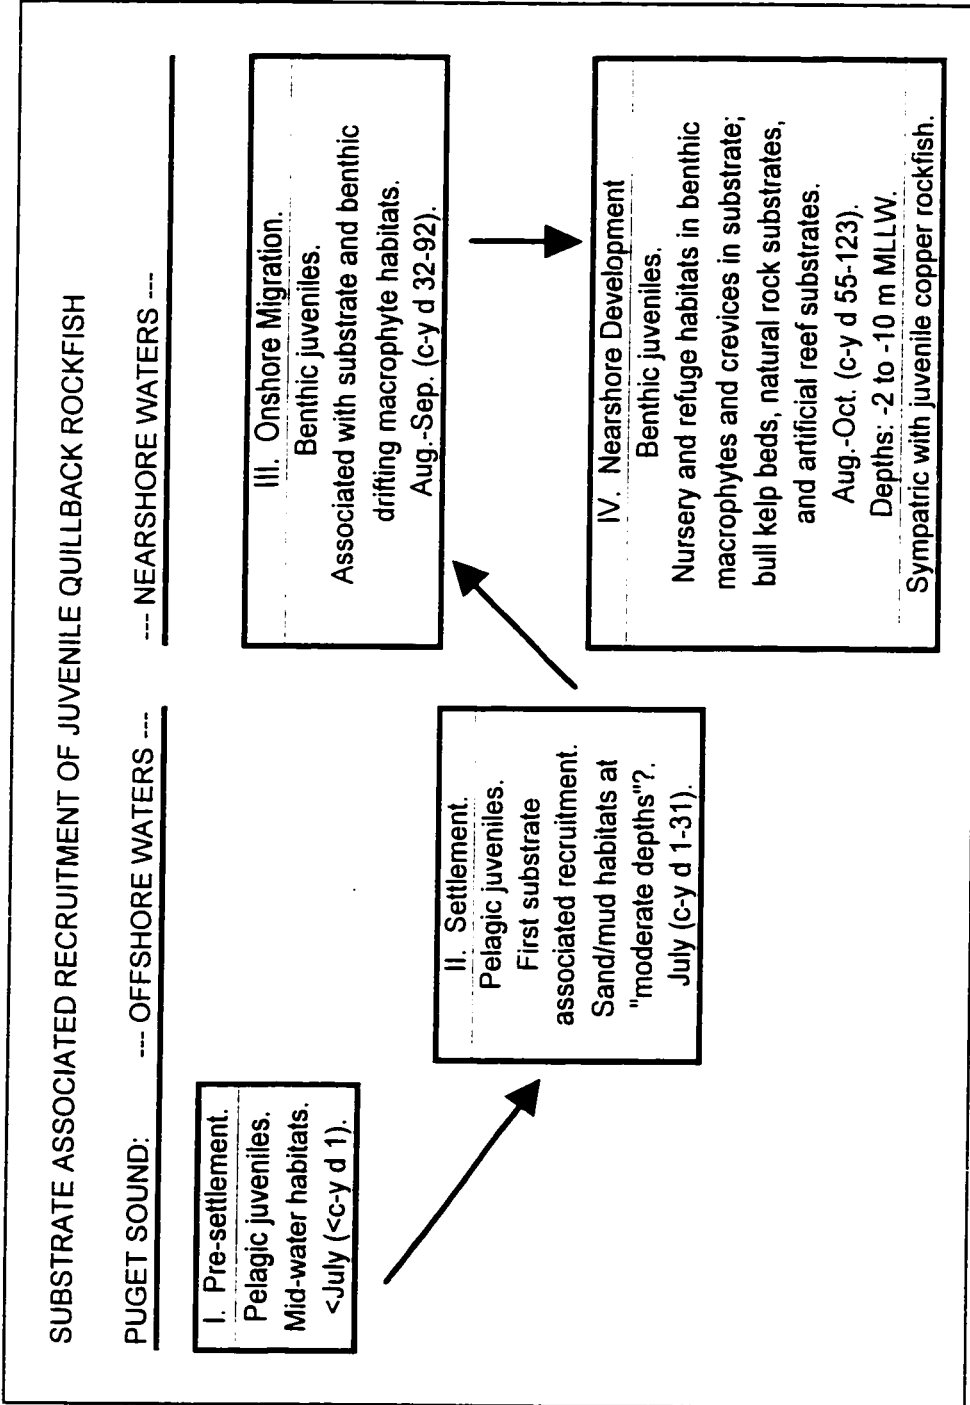 SUBSTRATE ASSOCIATED RECRUITMENT OF JUVENILE QUILLBACK ROCKFISH
PUGET SOUND: --- OFFSHORE WATERS --- --- NEARSHORE WATERS ---
I. Pre-settlement.
Pelagic juveniles.
Mid-water habitats.
<July (<c-y d 1).
II. Settlement.
Pelagic juveniles.
First substrate
associated recruitment.
Sand/mud habitats at
"moderate depths"?.
July (c-y d 1-31).
III. Onshore Migration.
Benthic juveniles.
Associated with substrate and benthic
drifting macrophyte habitats.
Aug.-Sep. (c-y d 32-92).
IV. Nearshore Development
Benthic juveniles.
Nursery and refuge habitats in benthic
macrophytes and crevices in substrate;
bull kelp beds, natural rock substrates,
and artificial reef substrates.
Aug.-Oct. (c-y d 55-123).
Depths: -2 to -10 m MLLW.
Sympatric with juvenile copper rockfish.